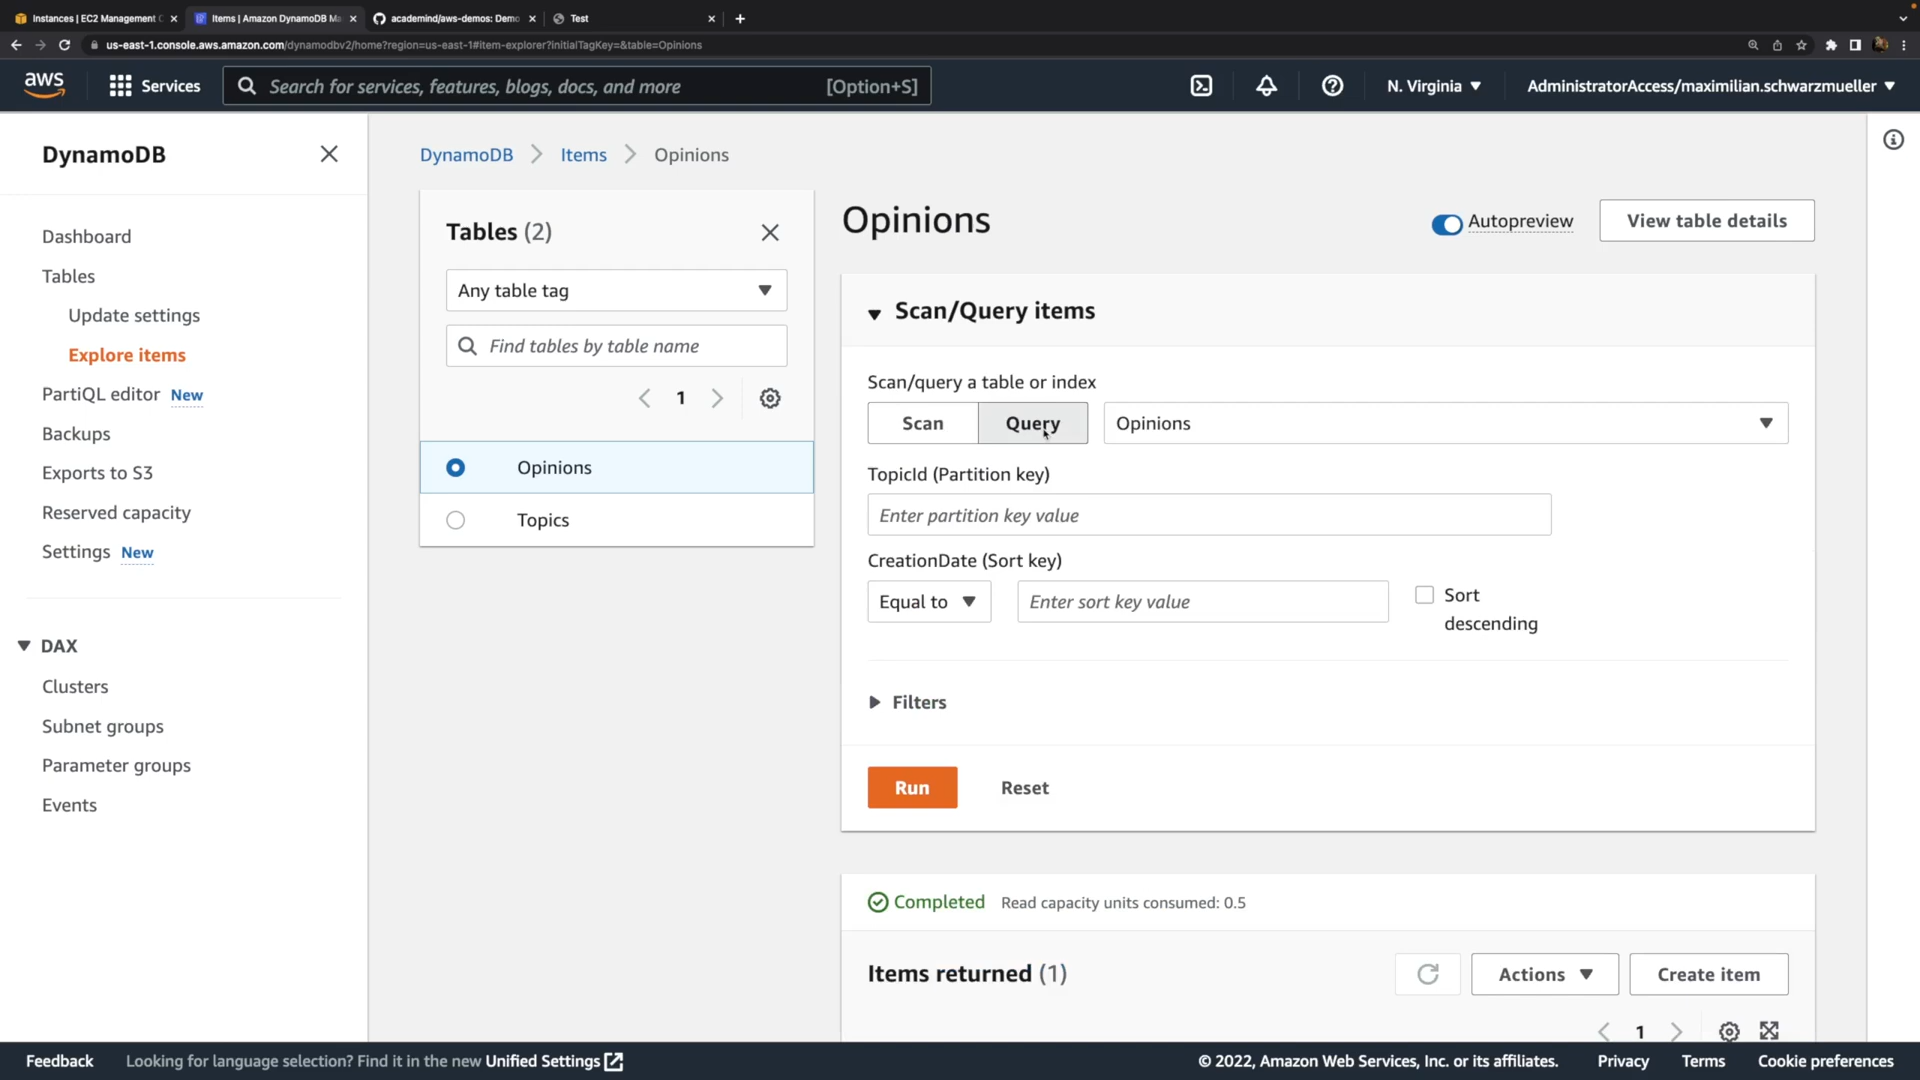 Instances | EC2 Management C
Items | Amazon DynamoDB Ma
academind/aws-demos: Demo
Test
us-east-1.console.aws.amazon.com/dynamodbv2/home?region=us-east-1#item-explorer?initialTagKey=&table=Opinions
aws
Services
Search for services, features, blogs, docs, and more
[Option+S]
N. Virginia
AdministratorAccess/maximilian.schwarzmueller
DynamoDB
Dashboard
Tables
Update settings
Explore items
PartiQL editor New
Backups
Exports to S3
Reserved capacity
Settings New
DAX
Clusters
Subnet groups
Parameter groups
Events
DynamoDB
Items
Opinions
Tables (2)
Any table tag
Find tables by table name
1
Opinions
Topics
Opinions
Autopreview
View table details
Scan/Query items
Scan/query a table or index
Scan
Query
Opinions
TopicId (Partition key)
Enter partition key value
CreationDate (Sort key)
Equal to
Enter sort key value
Sort
descending
Filters
Run
Reset
Completed
Read capacity units consumed: 0.5
Items returned (1)
Actions
Create item
1
Feedback
Looking for language selection? Find it in the new Unified Settings
© 2022, Amazon Web Services, Inc. or its affiliates.
Privacy
Terms
Cookie preferences